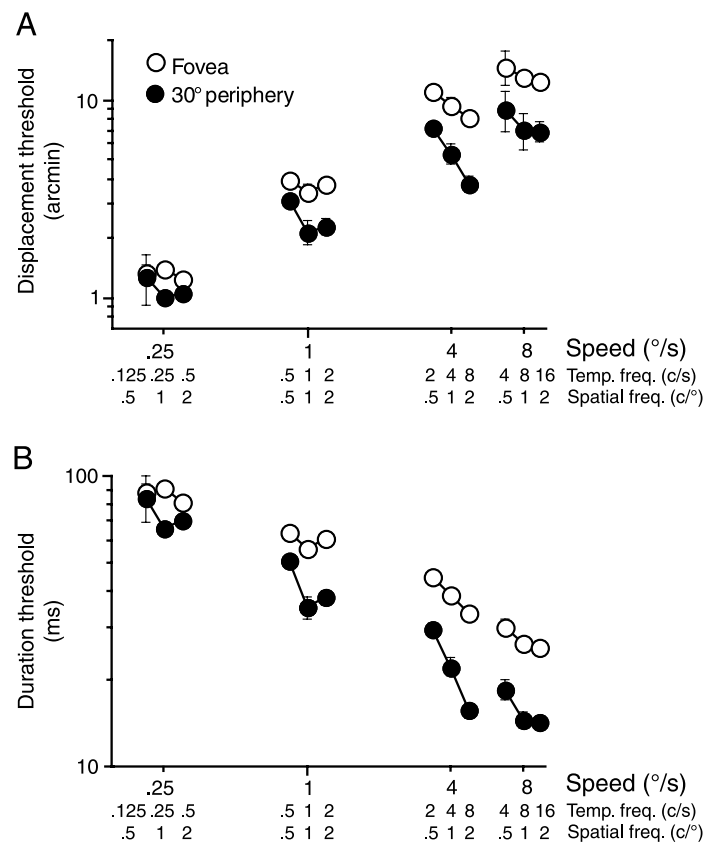 A
Fovea
30° periphery
Displacement threshold
(arcmin)
10
1
.25 1 4 8 Speed (°/s)
.125 .25 .5 .5 1 2 2 4 8 4 8 16 Temp. freq. (c/s)
.5 1 2 .5 1 2 .5 1 2 .5 1 2 Spatial freq. (c/°)
B
Duration threshold
(ms)
100
10
.25 1 4 8 Speed (°/s)
.125 .25 .5 .5 1 2 2 4 8 4 8 16 Temp. freq. (c/s)
.5 1 2 .5 1 2 .5 1 2 .5 1 2 Spatial freq. (c/°)